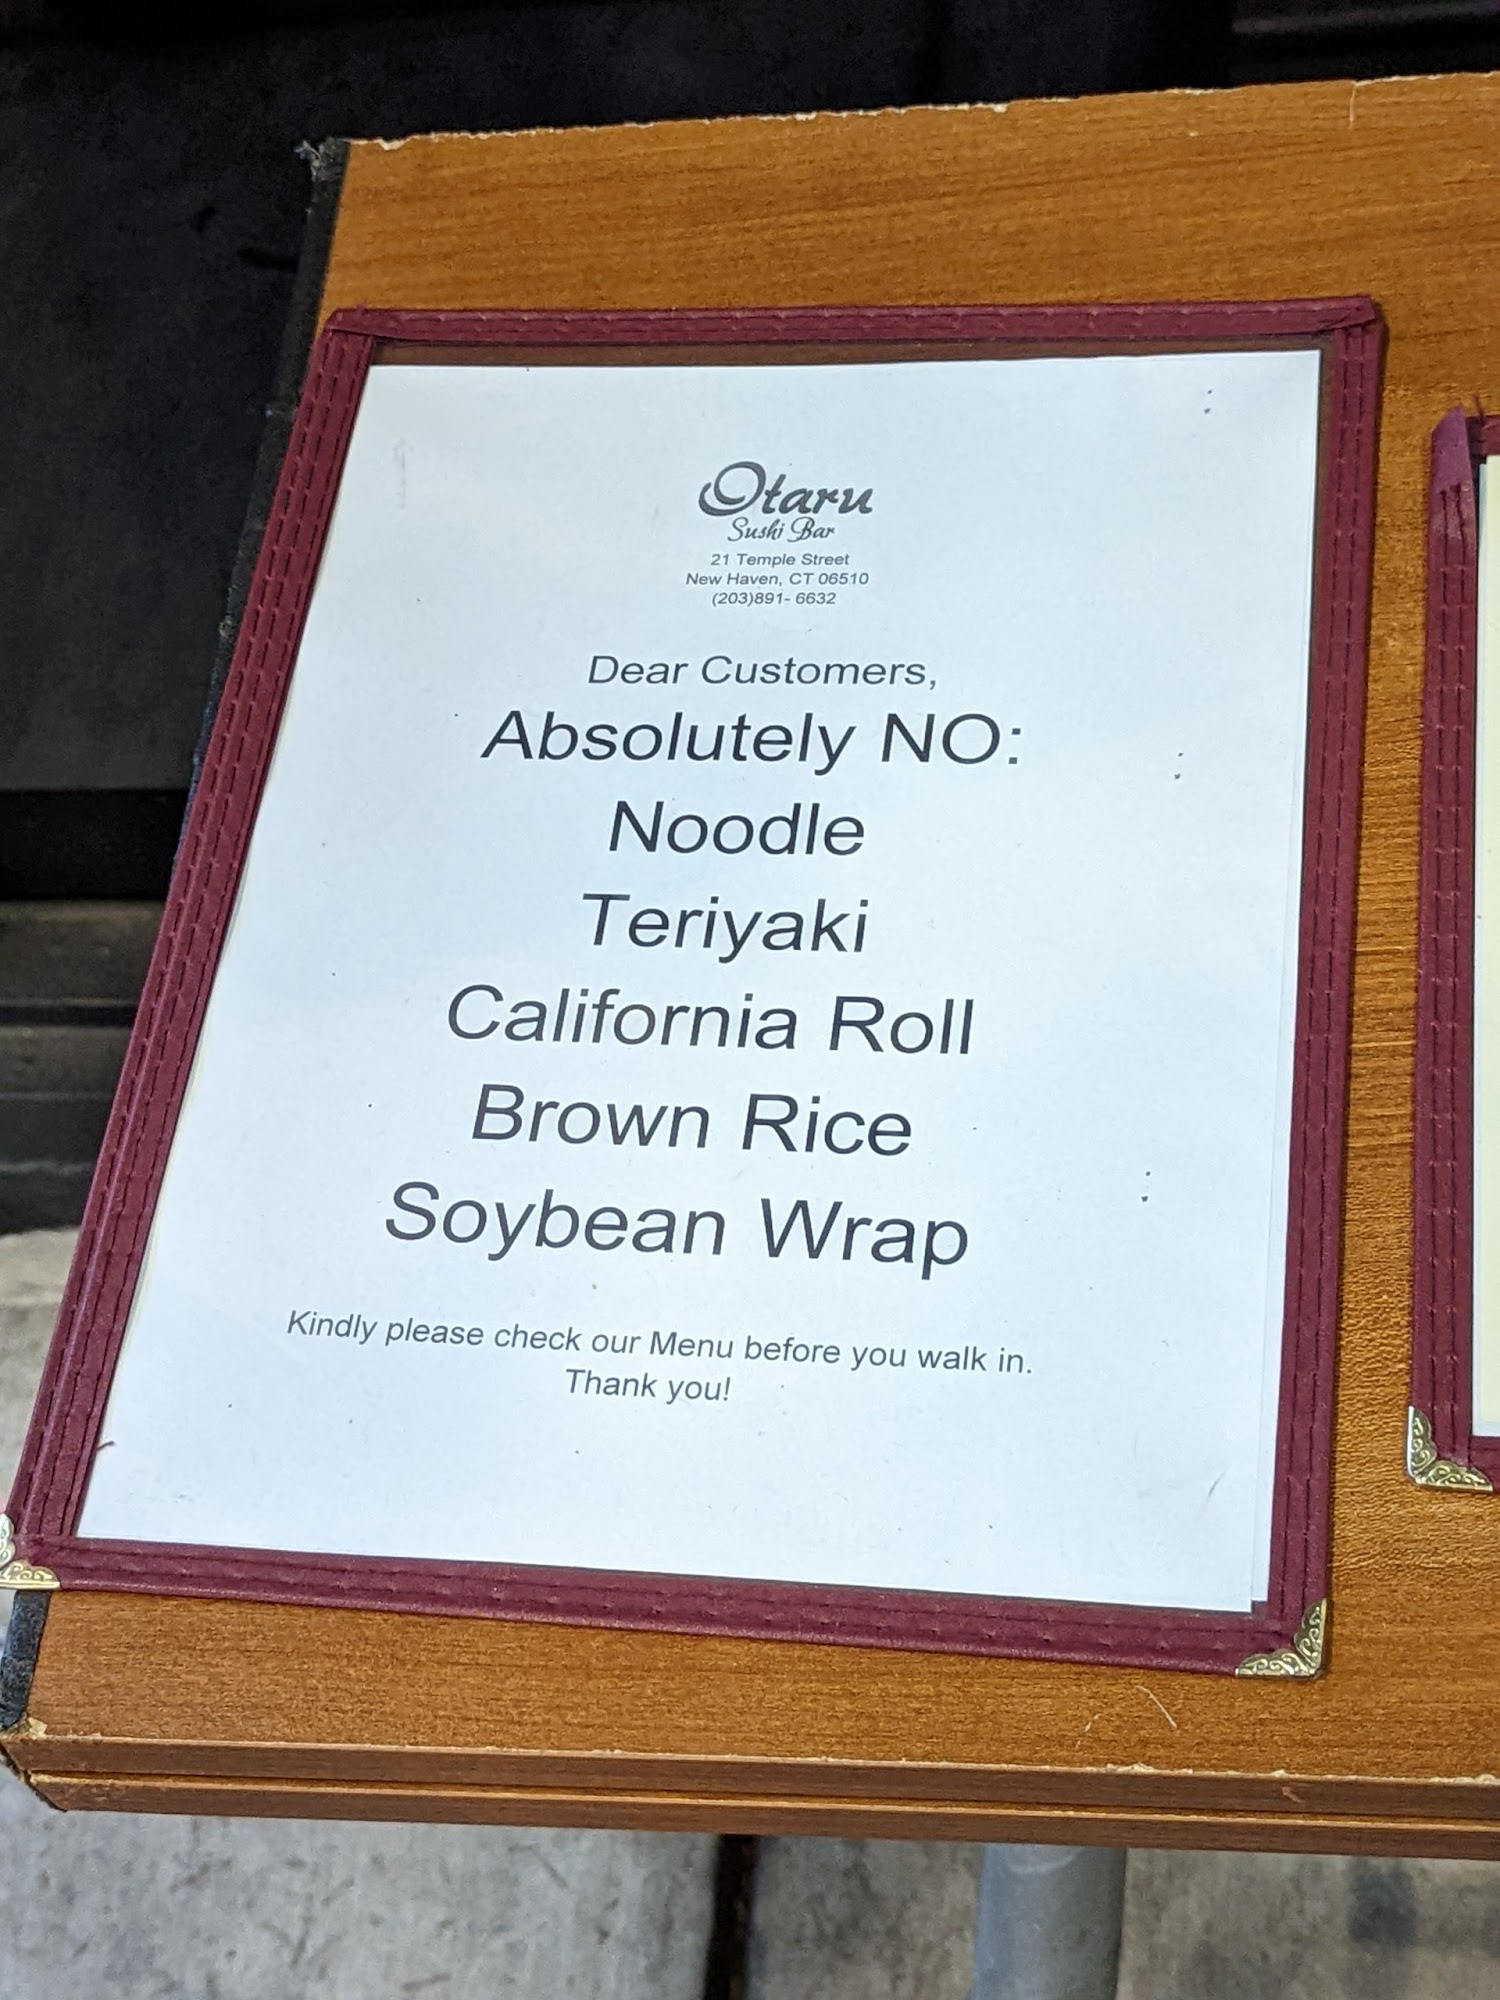 Otaru
Sushi Bar
21 Temple Street
New Haven, CT 06510
(203)891- 6632
Dear Customers,
Absolutely NO:
Noodle
Teriyaki
California Roll
Brown Rice
Soybean Wrap
Kindly please check our Menu before you walk in.
Thank you!